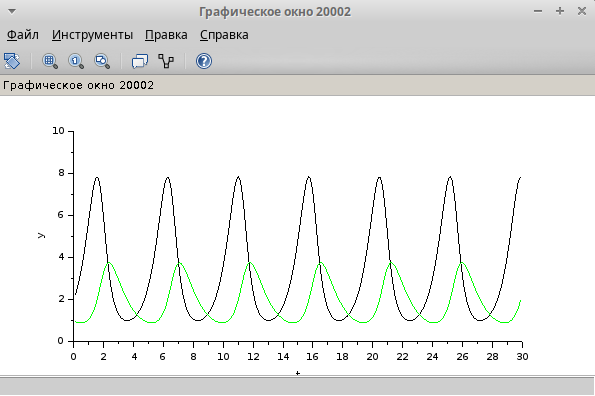 Графическое окно 20002
Файл Инструменты Правка Справка
Графическое окно 20002
10
8
6
y
4
2
0
0 2 4 6 8 10 12 14 16 18 20 22 24 26 28 30